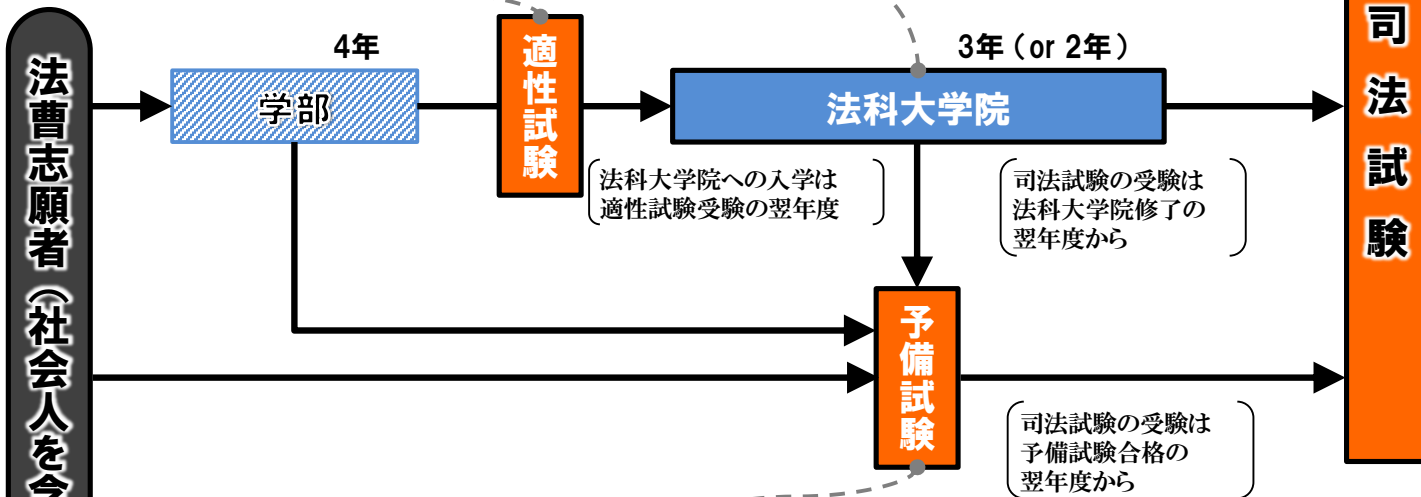 法曹志願者（社会人を含
4年
学部
適性試験
3年（or 2年）
法科大学院
法科大学院への入学は
適性試験受験の翌年度
司法試験の受験は
法科大学院修了の
翌年度から
予備試験
司法試験の受験は
予備試験合格の
翌年度から
司法試験